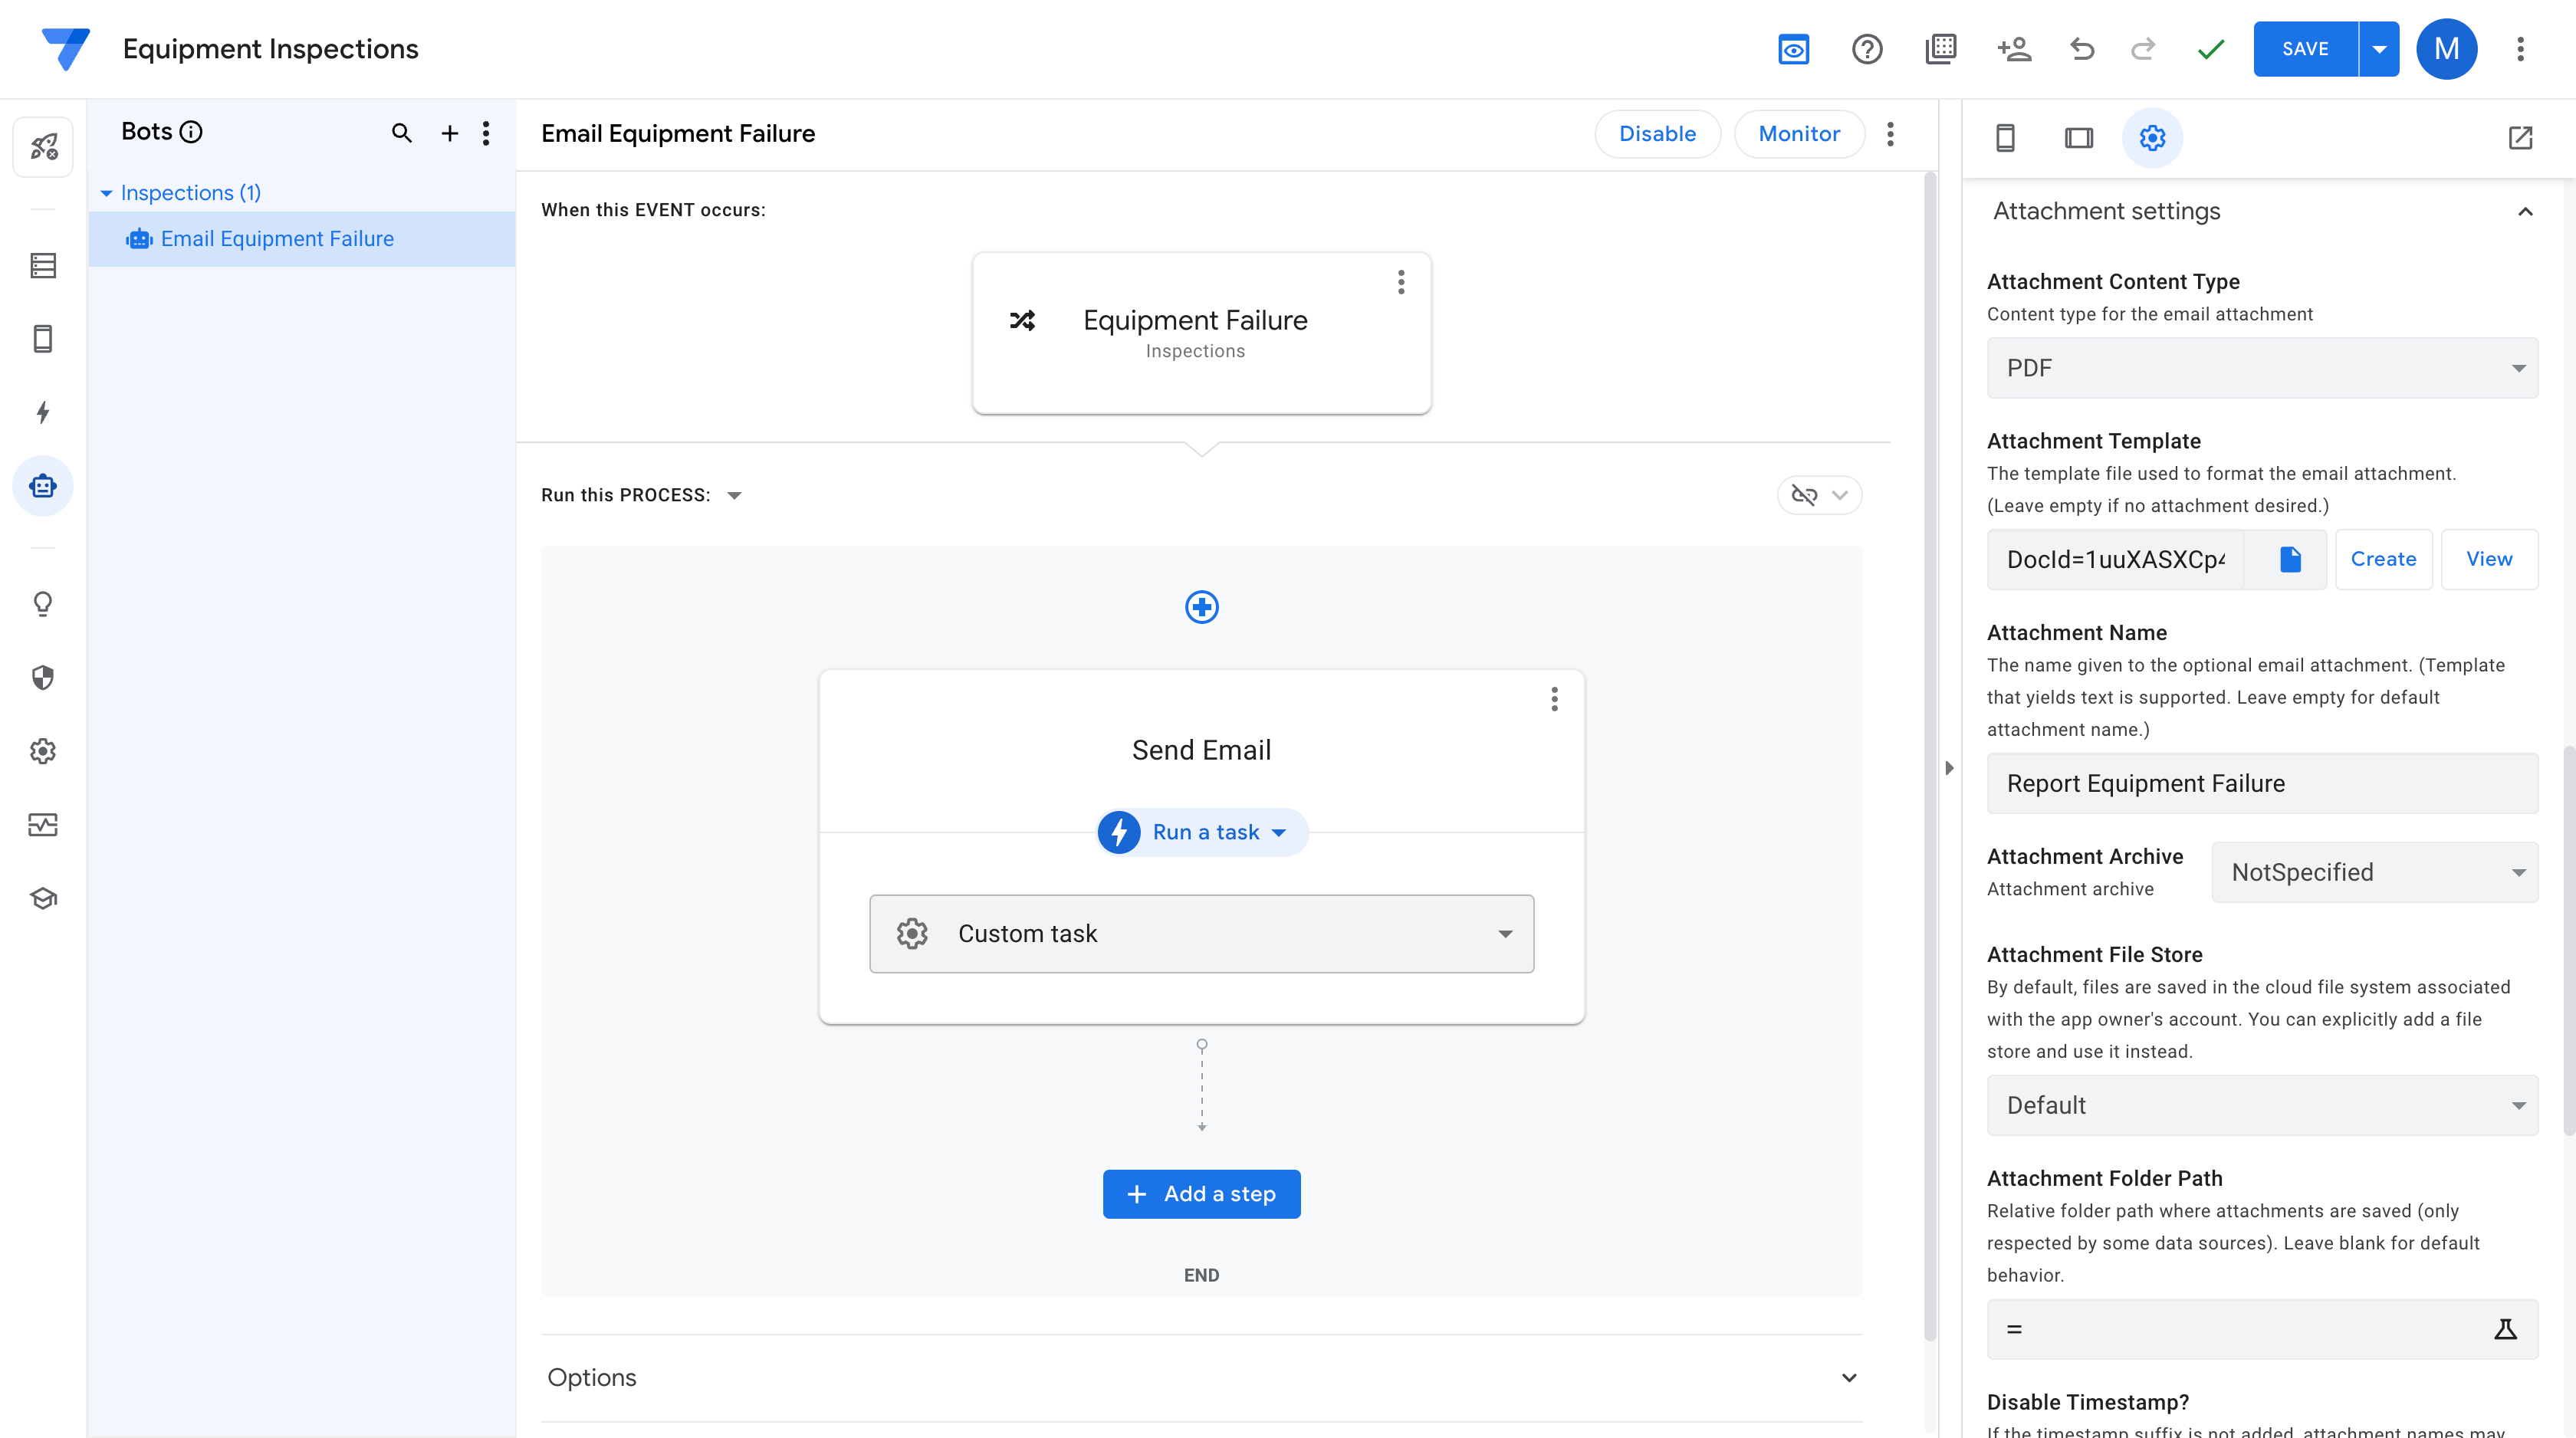 Equipment Inspections
SAVE
M
Bots
Inspections (1)
Email Equipment Failure
Email Equipment Failure
Disable
Monitor
When this EVENT occurs:
Equipment Failure
Inspections
Run this PROCESS:
Send Email
Run a task
Custom task
Add a step
END
Options
Attachment settings
Attachment Content Type
Content type for the email attachment
PDF
Attachment Template
The template file used to format the email attachment.
(Leave empty if no attachment desired.)
DocId=1uuXASXCp4
Create
View
Attachment Name
The name given to the optional email attachment. (Template
that yields text is supported. Leave empty for default
attachment name.)
Report Equipment Failure
Attachment Archive
Attachment archive
NotSpecified
Attachment File Store
By default, files are saved in the cloud file system associated
with the app owner's account. You can explicitly add a file
store and use it instead.
Default
Attachment Folder Path
Relative folder path where attachments are saved (only
respected by some data sources). Leave blank for default
behavior.
=
Disable Timestamp?
If the timestamp suffix is not added, attachment names may